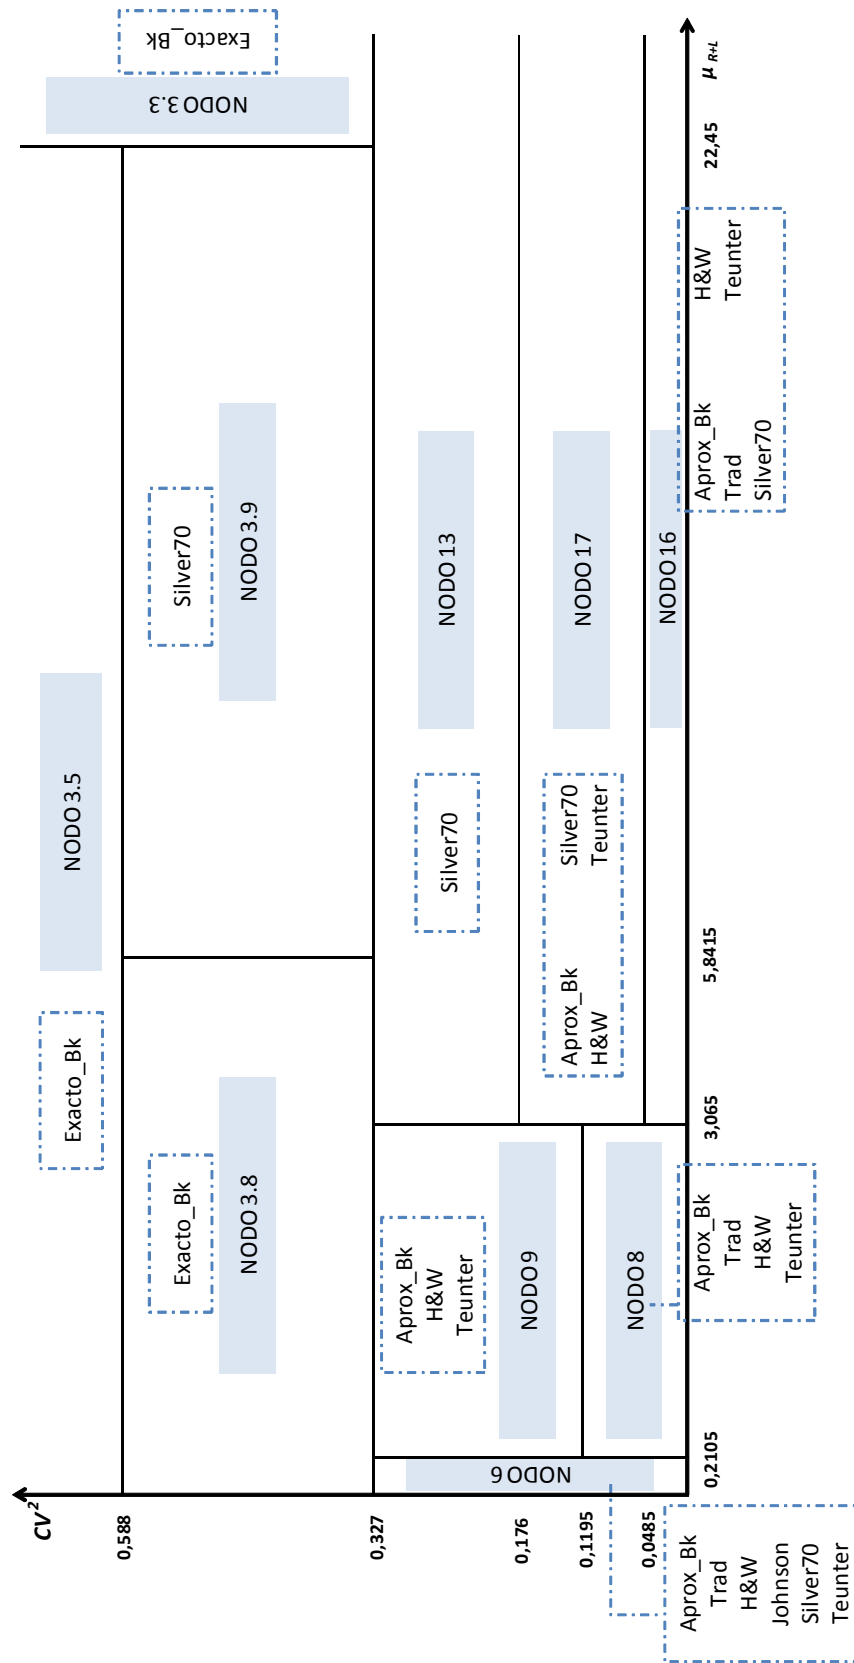 CV²
NODO 3.5
Exacto_Bk
0,588
Exacto_Bk
NODO 3.3
Silver70
NODO 3.9
Exacto_Bk
NODO 3.8
0,327
Aprox_Bk
H&W
Teunter
NODO 9
Silver70
NODO 13
0,176
Aprox_Bk
H&W
Silver70
Teunter
NODO 17
0,1195
NODO 6
NODO 8
NODO 16
0,0485
0,2105
3,065
5,8415
22,45
μ R+L
Aprox_Bk
Trad
H&W
Johnson
Silver70
Teunter
Aprox_Bk
Trad
H&W
Teunter
Aprox_Bk
Trad
Silver70
H&W
Teunter